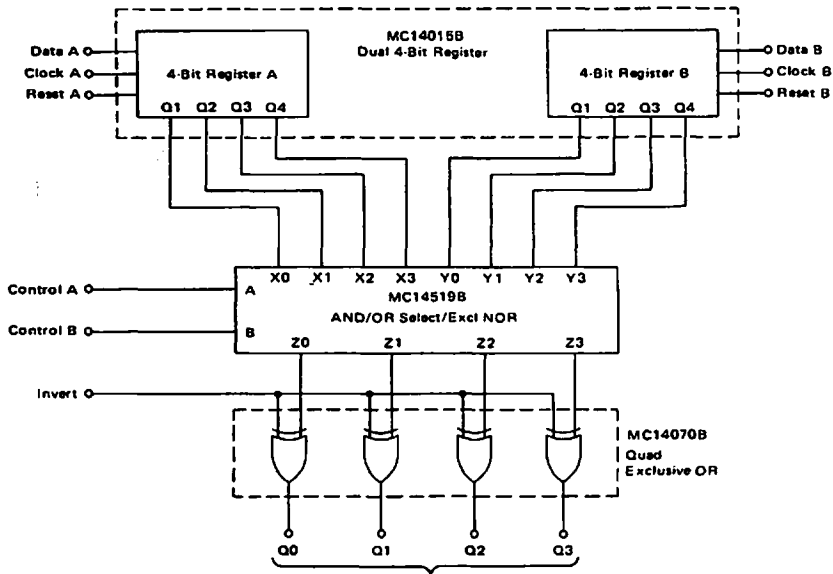 MC14015B
Dual 4-Bit Register
Data A
Clock A
Reset A
4-Bit Register A
Q1 Q2 Q3 Q4
4-Bit Register B
Q1 Q2 Q3 Q4
Data B
Clock B
Reset B
X0 X1 X2 X3 Y0 Y1 Y2 Y3
Control A
A
MC14519B
AND/OR Select/Excl NOR
Control B
B
Z0 Z1 Z2 Z3
Invert
MC14070B
Quad
Exclusive OR
Q0 Q1 Q2 Q3